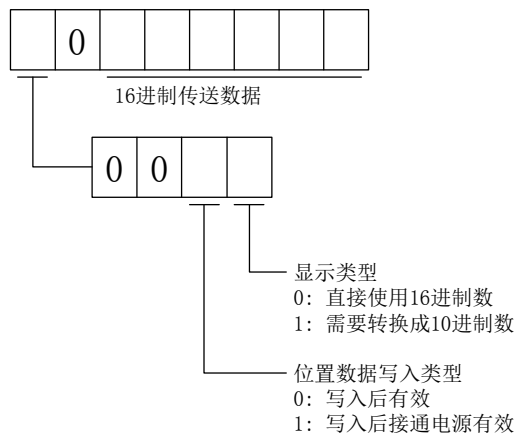 0
16进制传送数据
0 0
显示类型
0: 直接使用16进制数
1: 需要转换成10进制数
位置数据写入类型
0: 写入后有效
1: 写入后接通电源有效